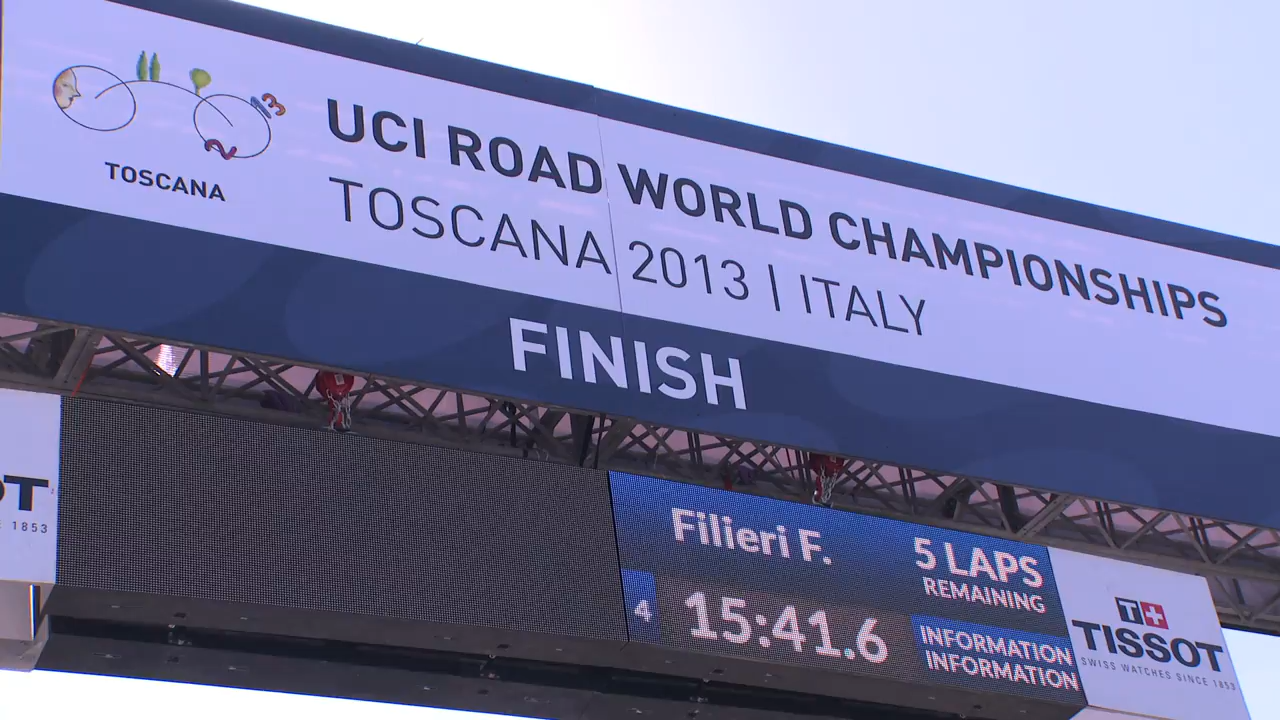 TOSCANA
UCI ROAD WORLD CHAMPIONSHIPS
TOSCANA 2013 | ITALY
FINISH
Filieri F.
5 LAPS
REMAINING
4
15:41.6
INFORMATION
INFORMATION
T+
TISSOT
SWISS WATCHES SINCE 1853
OT
1853